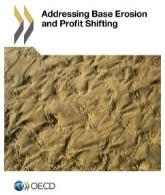 Addressing Base Erosion
and Profit Shifting
OECD